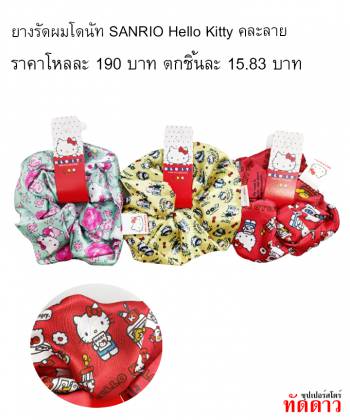 ยางรัดผมโดนัท SANRIO Hello Kitty คละลาย
ราคาโหลละ 190 บาท ตกชิ้นละ 15.83 บาท
HELLO
ซุปเปอร์สโตร์
ทัดดาว